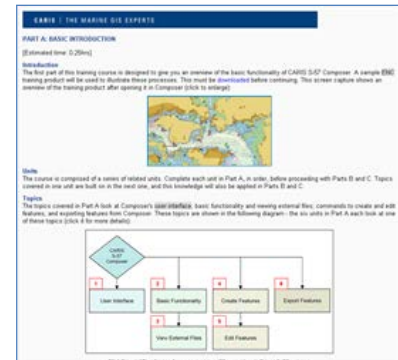 CARIS | THE MARINE GIS EXPERTS
PART A: BASIC INTRODUCTION
[Estimated time: 0.25hrs]
Introduction
The first part of this training course is designed to give you an overview of the basic functionality of CARIS S-57 Composer. A sample ENC
training product will be used to illustrate these processes. This must be downloaded before continuing. This screen capture shows an
overview of the training product after opening it in Composer (click to enlarge):
Units
The course is composed of a series of related units. Complete each unit in Part A, in order, before proceeding with Parts B and C. Topics
covered in one unit are built on in the next one, and this knowledge will also be applied in Parts B and C.
Topics
The topics covered in Part A look at Composer's user interface, basic functionality and viewing external files; commands to create and edit
features, and exporting features from Composer. These topics are shown in the following diagram - the six units in Part A each look at one
of these topics (click it for more details).
CARIS
S-57
Composer
1
User Interface
2
Basic Functionality
4
Create Features
6
Export Features
3
View External Files
5
Edit Features